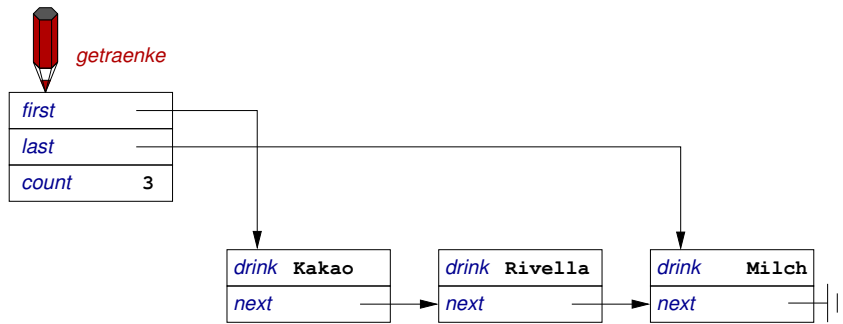 getraenke
first
last
count 3
drink Kakao drink Rivella drink Milch
next next next